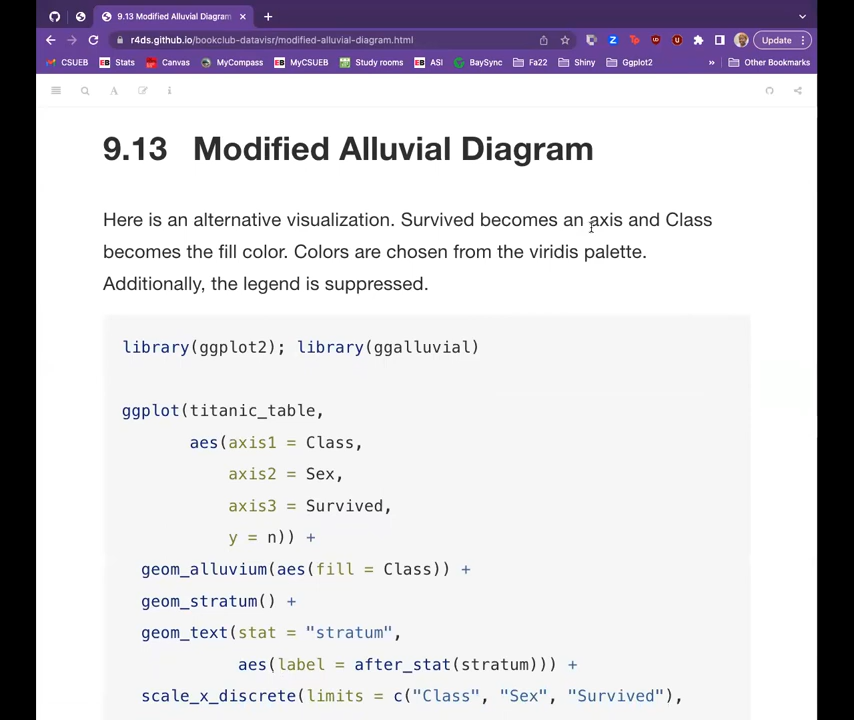 9.13 Modified Alluvial Diagram
r4ds.github.io/bookclub-datavisr/modified-alluvial-diagram.html
Update
CSUEB
Stats
Canvas
MyCompass
MyCSUEB
Study rooms
ASI
BaySync
Fa22
Shiny
Ggplot2
»
Other Bookmarks
9.13 Modified Alluvial Diagram
Here is an alternative visualization. Survived becomes an axis and Class
becomes the fill color. Colors are chosen from the viridis palette.
Additionally, the legend is suppressed.
library(ggplot2); library(ggalluvial)
ggplot(titanic_table,
aes(axis1 = Class,
axis2 = Sex,
axis3 = Survived,
y = n)) +
geom_alluvium(aes(fill = Class)) +
geom_stratum() +
geom_text(stat = "stratum",
aes(label = after_stat(stratum))) +
scale_x_discrete(limits = c("Class", "Sex", "Survived"),